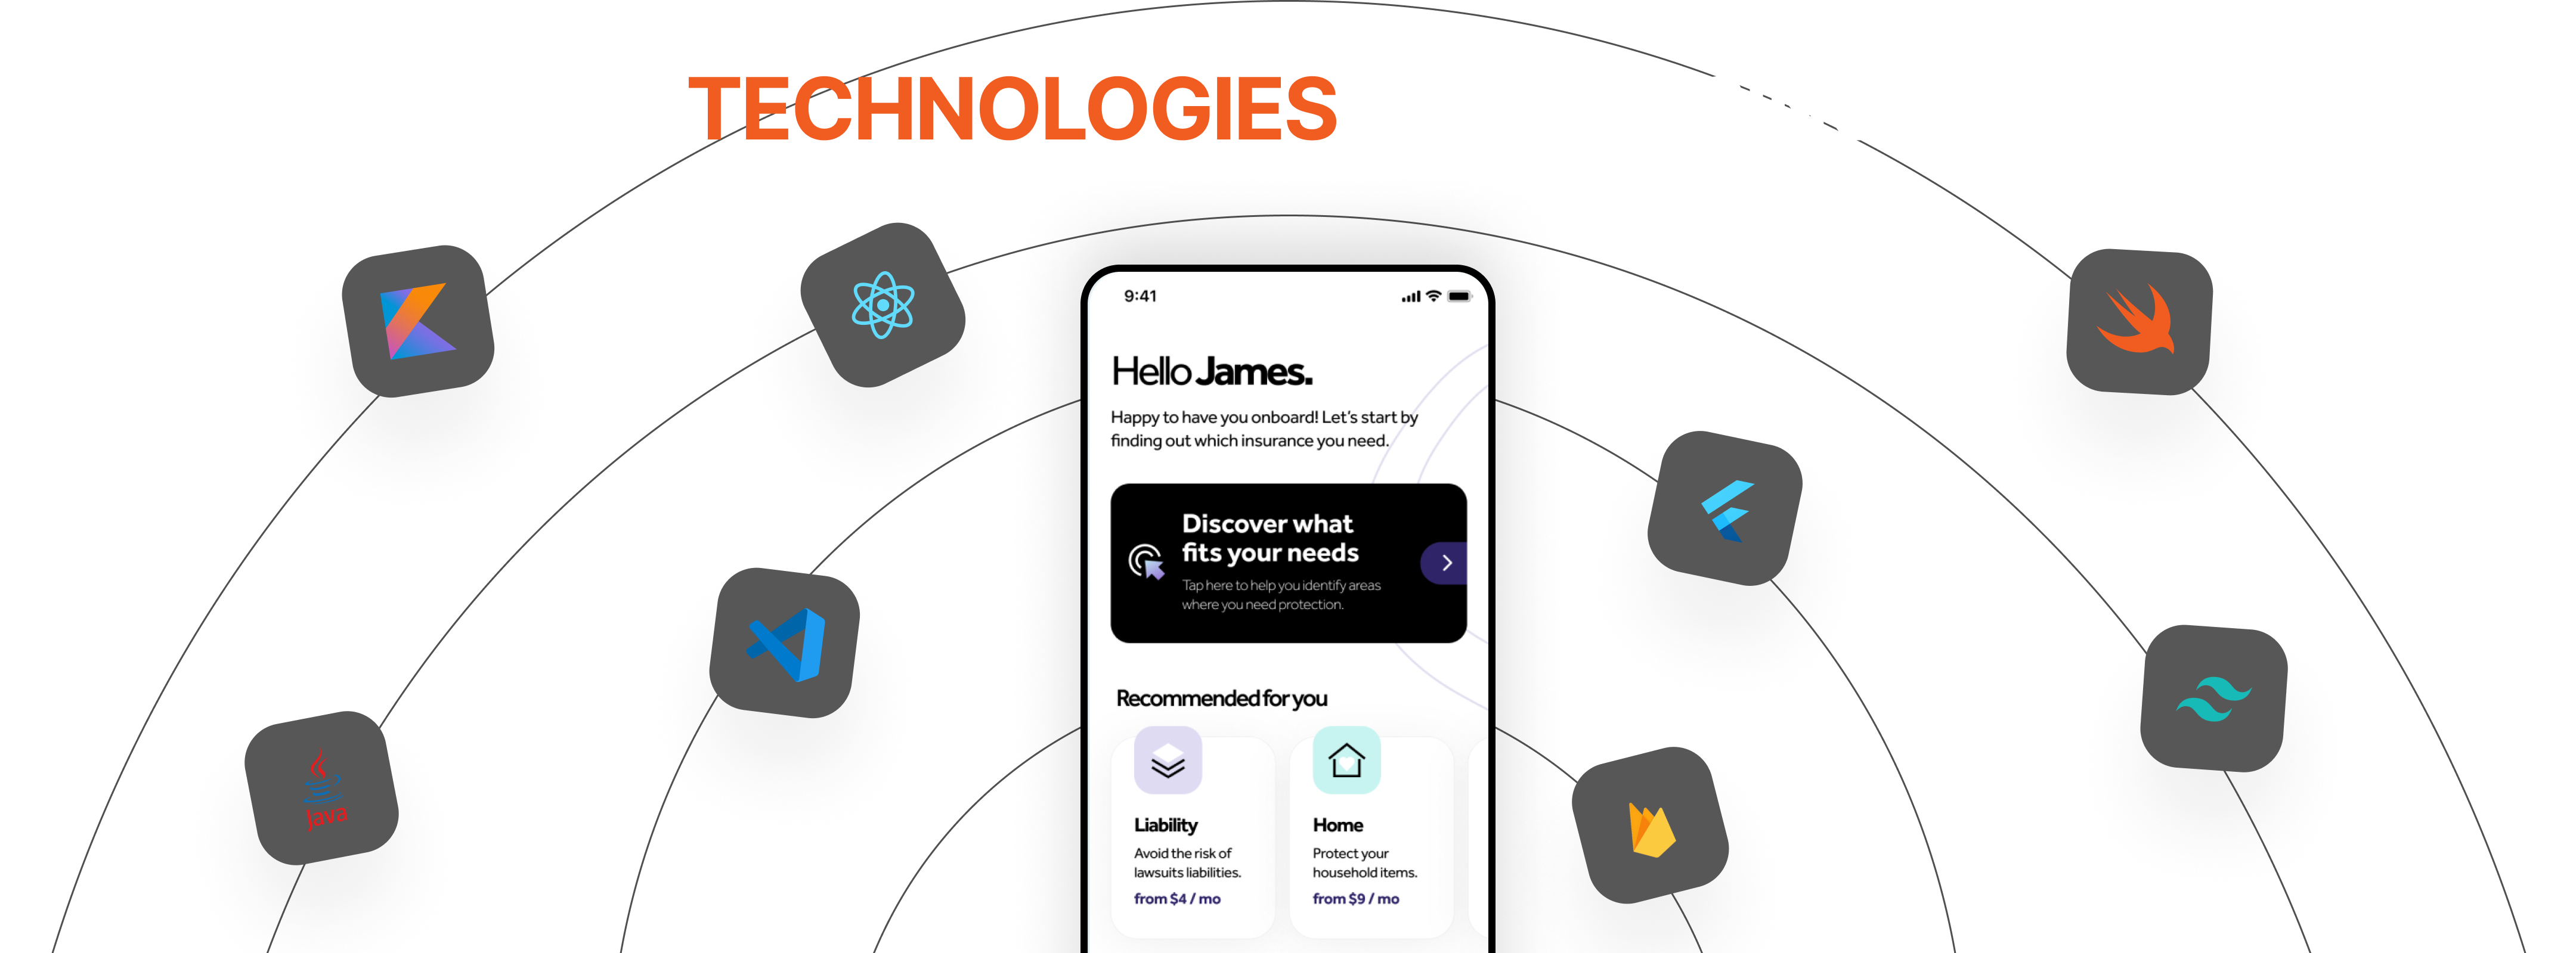 TECHNOLOGIES
9:41
Hello James.
Happy to have you onboard! Let's start by
finding out which insurance you need.
Discover what
fits your needs
Tap here to help you identify areas
where you need protection.
Recommended for you
Liability
Avoid the risk of
lawsuits liabilities.
from $4 / mo
Home
Protect your
household items.
from $9 / mo
Java